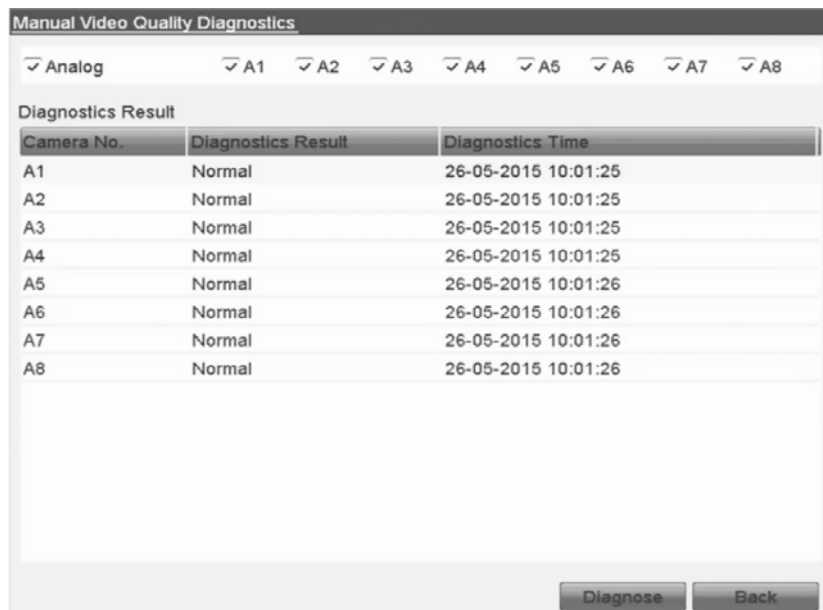 Manual Video Quality Diagnostics
Analog A1 A2 A3 A4 A5 A6 A7 A8
Diagnostics Result
Camera No. Diagnostics Result Diagnostics Time
A1 Normal 26-05-2015 10:01:25
A2 Normal 26-05-2015 10:01:25
A3 Normal 26-05-2015 10:01:25
A4 Normal 26-05-2015 10:01:25
A5 Normal 26-05-2015 10:01:26
A6 Normal 26-05-2015 10:01:26
A7 Normal 26-05-2015 10:01:26
A8 Normal 26-05-2015 10:01:26
Diagnose Back